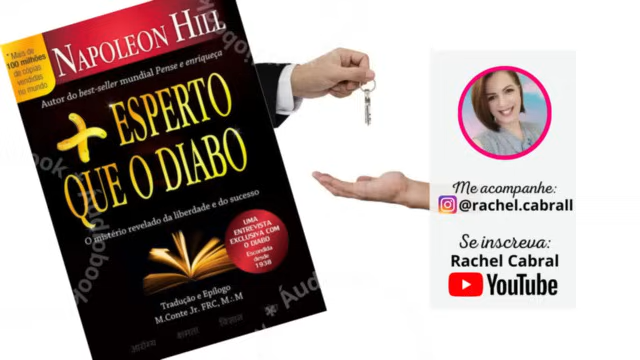 NAPOLEON HILL
* Mais de
100 milhões
de cópias
vendidas
no mundo
Autor do best-seller mundial Pense e enriqueça
+ ESPERTO
QUE O DIABO
O mistério revelado da liberdade e do sucesso
UMA
ENTREVISTA
EXCLUSIVA COM
O DIABO
Escondida
desde
1938
Tradução e Epílogo
M.Conte Jr. FRC, M∴M
Me acompanhe:
@rachel.cabrall
Se inscreva:
Rachel Cabral
YouTube